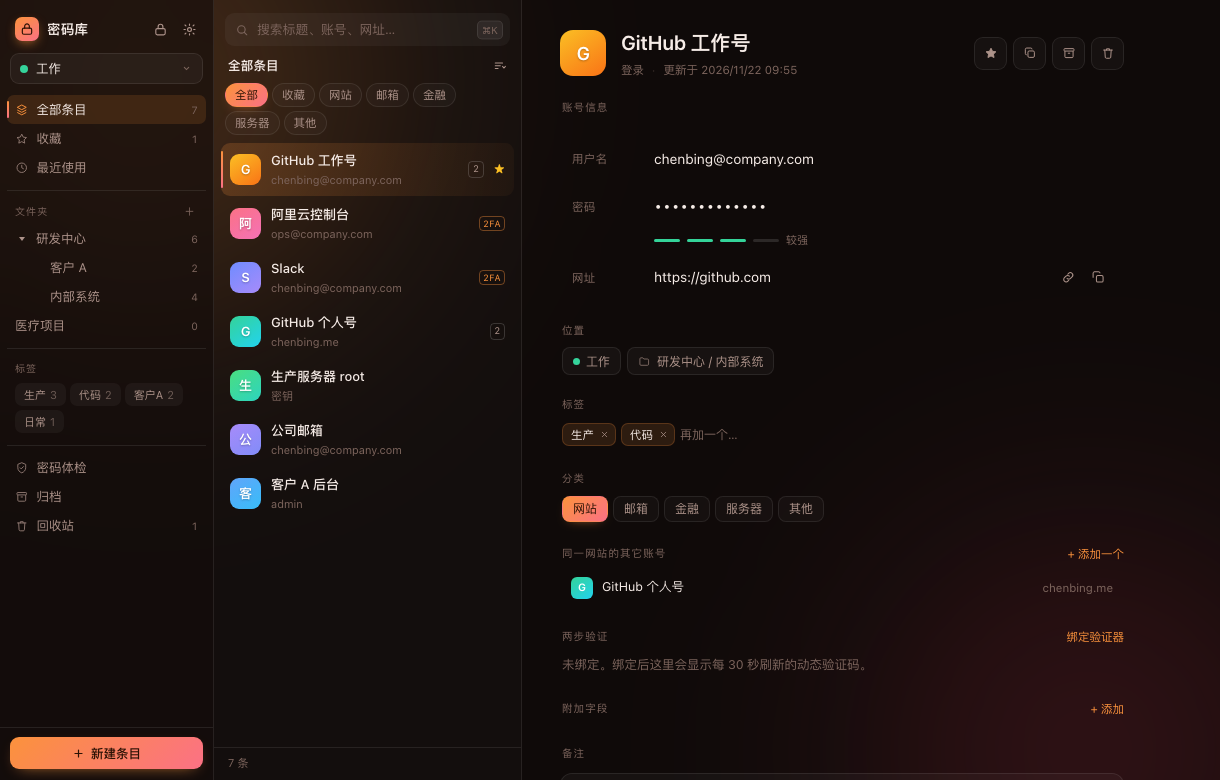 密码库
工作
全部条目 7
收藏 1
最近使用
文件夹
研发中心 6
客户 A 2
内部系统 4
医疗项目 0
标签
生产 3 代码 2 客户A 2
日常 1
密码体检
归档
回收站 1
+ 新建条目
搜索标题、账号、网址... ⌘K
全部条目
全部 收藏 网站 邮箱 金融
服务器 其他
G GitHub 工作号 2
chenbing@company.com
阿 阿里云控制台 2FA
ops@company.com
S Slack 2FA
chenbing@company.com
G GitHub 个人号 2
chenbing.me
生 生产服务器 root
密钥
公 公司邮箱
chenbing@company.com
客 客户 A 后台
admin
7 条
G GitHub 工作号
登录 · 更新于 2026/11/22 09:55
账号信息
用户名 chenbing@company.com
密码 •••••••••••••
较强
网址 https://github.com
位置
工作 研发中心 / 内部系统
标签
生产 × 代码 × 再加一个...
分类
网站 邮箱 金融 服务器 其他
同一网站的其它账号 + 添加一个
G GitHub 个人号 chenbing.me
两步验证 绑定验证器
未绑定。绑定后这里会显示每 30 秒刷新的动态验证码。
附加字段 + 添加
备注